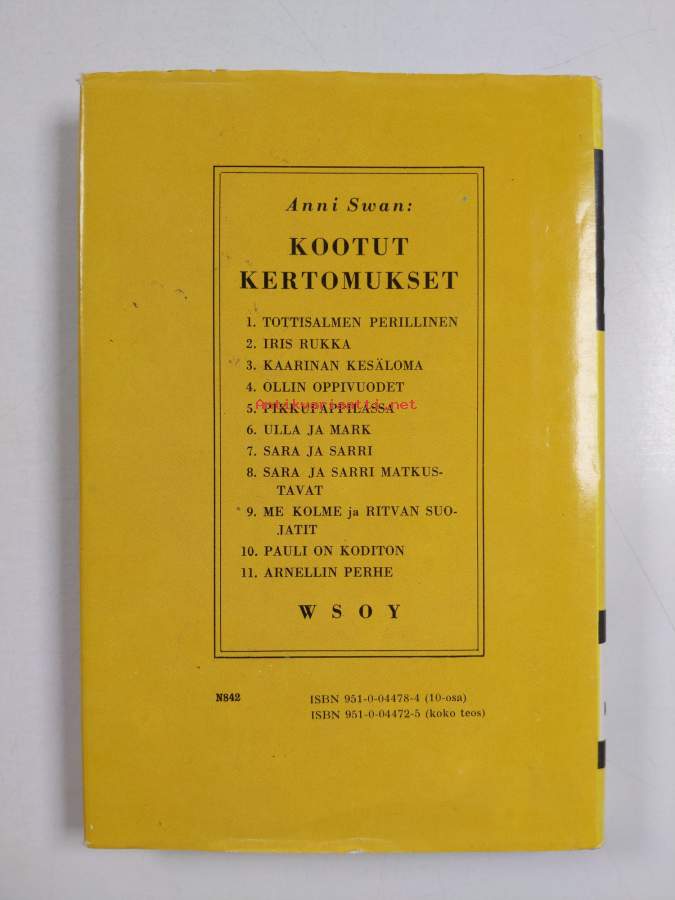 Anni Swan:
KOOTUT
KERTOMUKSET
1. TOTTISALMEN PERILLINEN
2. IRIS RUKKA
3. KAARINAN KESÄLOMA
4. OLLIN OPPIVUODET
5. PIKKUPAPPILASSA
Antikvariaatti.net
6. ULLA JA MARK
7. SARA JA SARRI
8. SARA JA SARRI MATKUS-
TAVAT
9. ME KOLME ja RITVAN SUO-
JATIT
10. PAULI ON KODITON
11. ARNELLIN PERHE
WSOY
N842
ISBN 951-0-04478-4 (10-osa)
ISBN 951-0-04472-5 (koko teos)